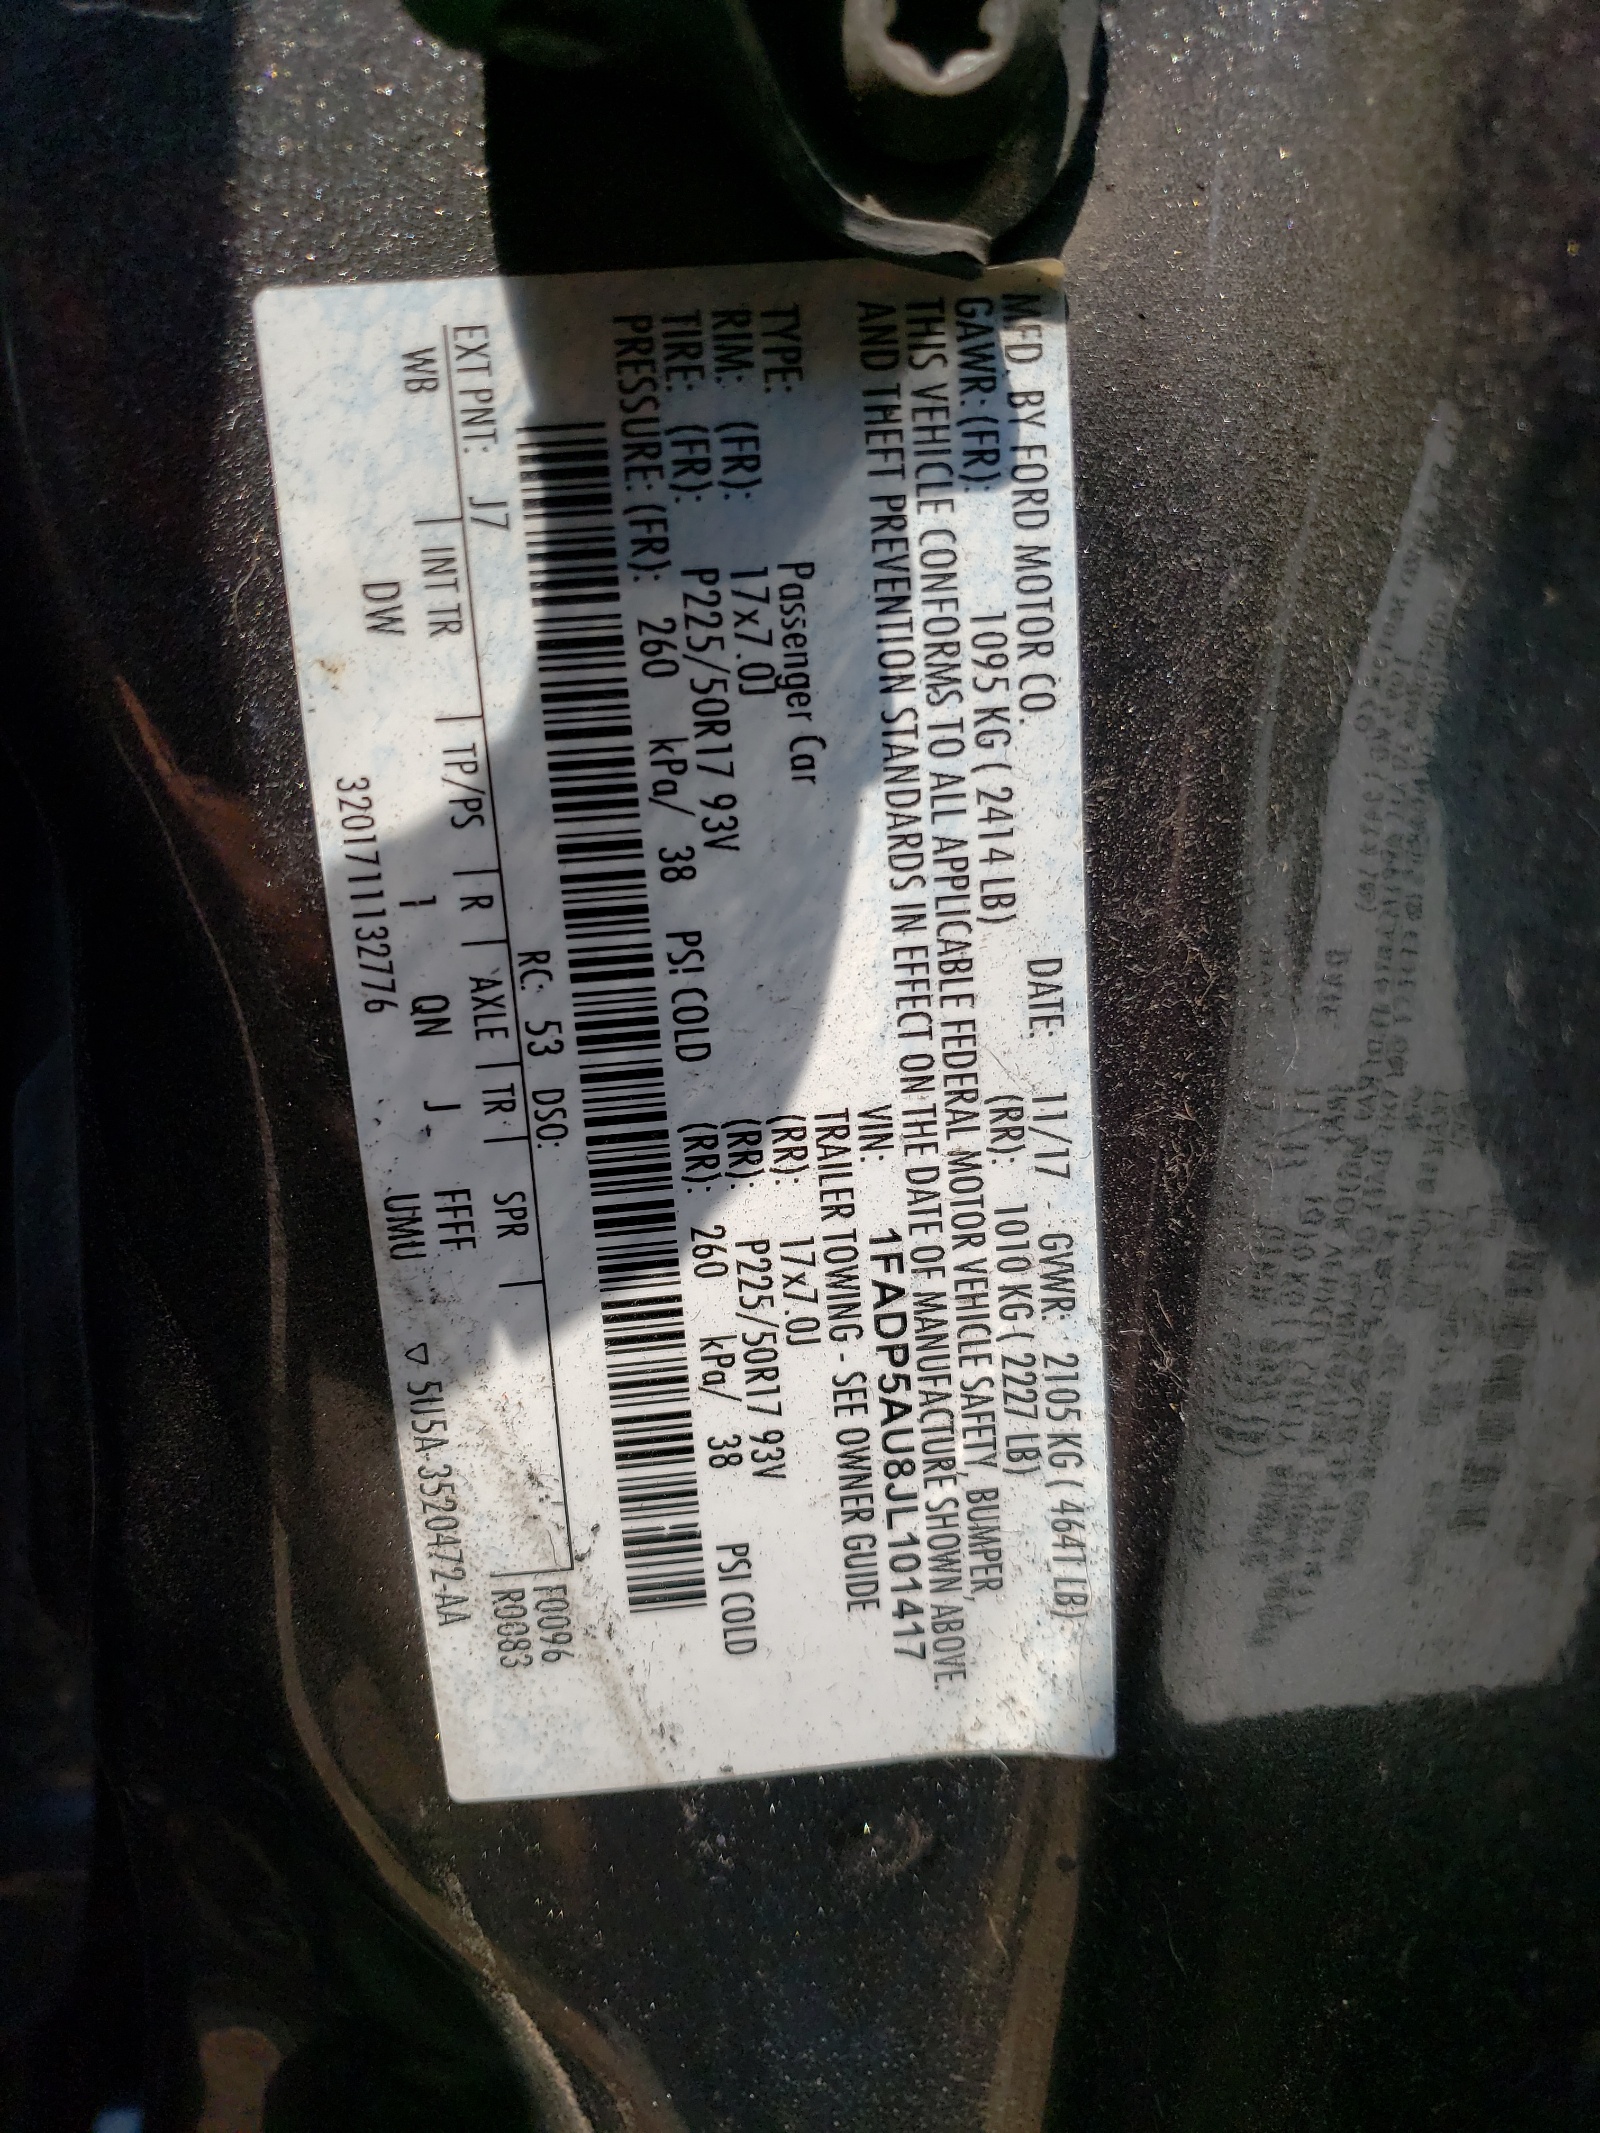 MFD. BY FORD MOTOR CO. DATE: 11/17 GVWR: 2105 KG ( 4641 LB)
GAWR: (FR): 1095 KG ( 2414 LB) (RR): 1010 KG ( 2227 LB)
THIS VEHICLE CONFORMS TO ALL APPLICABLE FEDERAL MOTOR VEHICLE SAFETY, BUMPER,
AND THEFT PREVENTION STANDARDS IN EFFECT ON THE DATE OF MANUFACTURE SHOWN ABOVE.
VIN: 1FADP5AU8JL101417
TYPE: Passenger Car TRAILER TOWING - SEE OWNER GUIDE
RIM: (FR): 17x7.0J (RR): 17x7.0J
TIRE: (FR): P225/50R17 93V (RR): P225/50R17 93V
PRESSURE: (FR): 260 kPa/ 38 PSI COLD (RR): 260 kPa/ 38 PSI COLD
RC: 53 DSO: F0096
EXT PNT: J7 R0083
WB INT TR TP/PS R AXLE TR SPR
DW 1 QN J FFFF
3201711132776 UMU ▽ 5U5A-3520472-AA